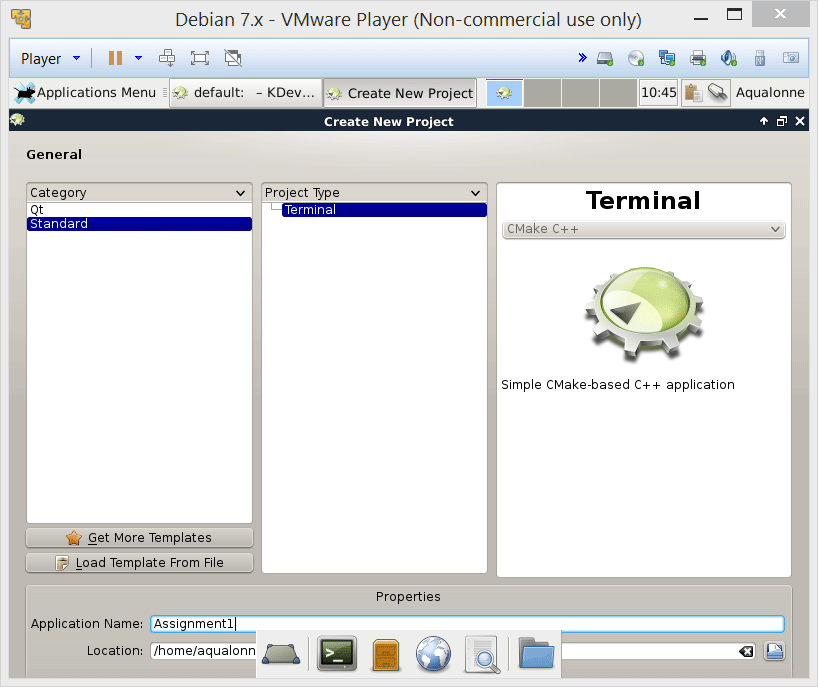 Debian 7.x - VMware Player (Non-commercial use only)
Player
Applications Menu
default: – KDev...
Create New Project
10:45
Aqualonne
Create New Project
General
Category
Qt
Standard
Project Type
Terminal
Terminal
CMake C++
Simple CMake-based C++ application
Get More Templates
Load Template From File
Properties
Application Name: Assignment1
Location: /home/aqualonn